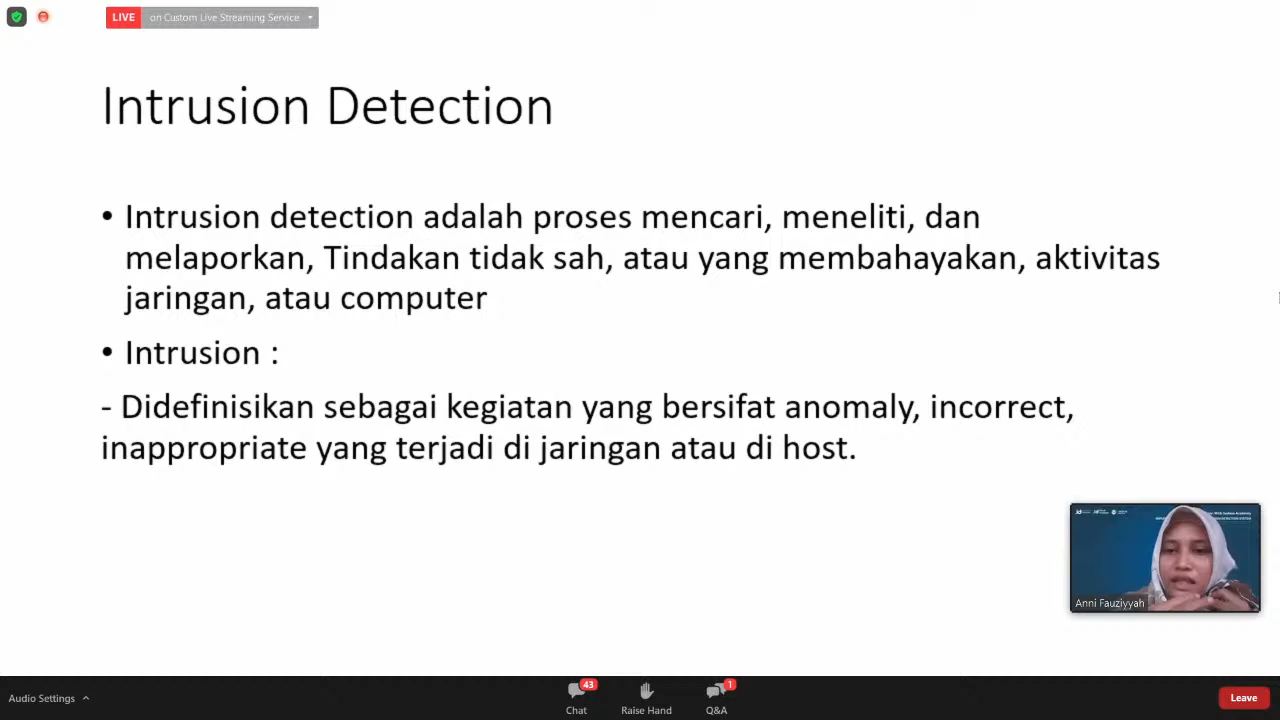 LIVE on Custom Live Streaming Service
Intrusion Detection
• Intrusion detection adalah proses mencari, meneliti, dan
melaporkan, Tindakan tidak sah, atau yang membahayakan, aktivitas
jaringan, atau computer
• Intrusion :
- Didefinisikan sebagai kegiatan yang bersifat anomaly, incorrect,
inappropriate yang terjadi di jaringan atau di host.
Anni Fauziyyah
Audio Settings
43
Chat
Raise Hand
1
Q&A
Leave